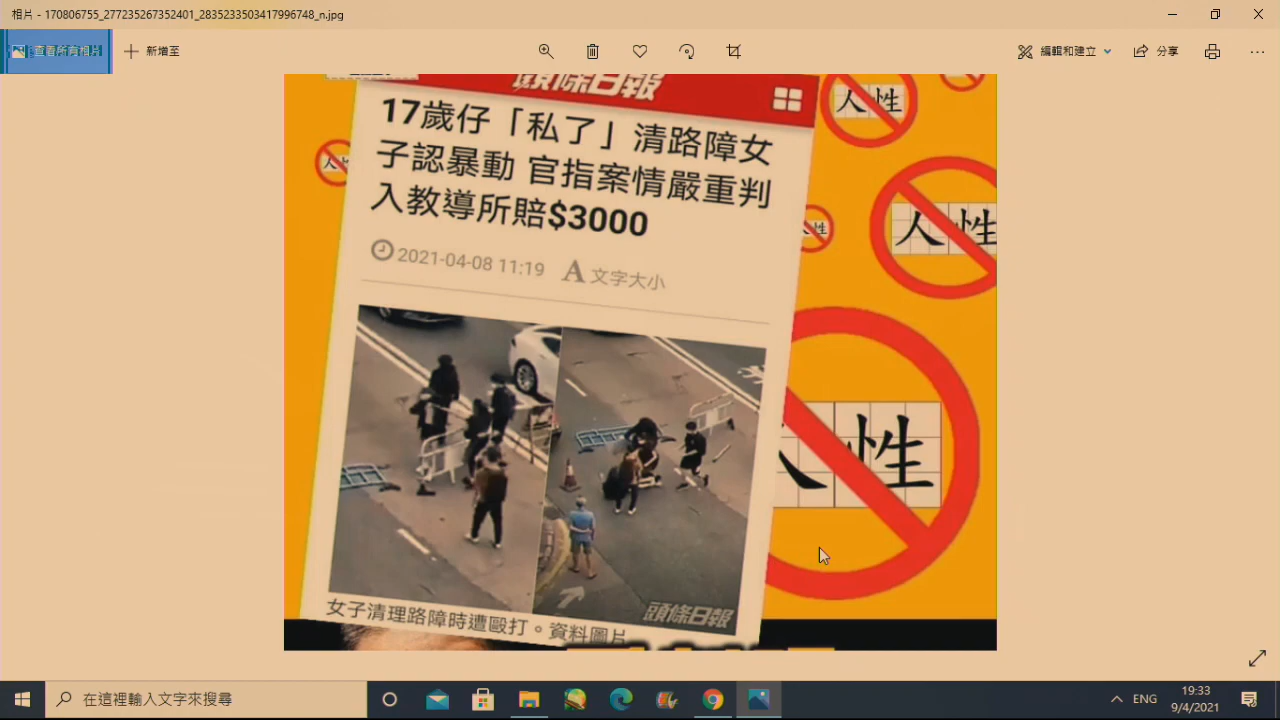 相片 - 170806755_277235267352401_2835233503417996748_n.jpg
查看所有相片
新增至
編輯和建立
分享
頭條日報
人性
人性
17歲仔「私了」清路障女
子認暴動 官指案情嚴重判
入教導所賠$3000
人性
2021-04-08 11:19
A 文字大小
人性
頭條日報
女子清理路障時遭毆打。資料圖片
在這裡輸入文字來搜尋
ENG
19:33
9/4/2021